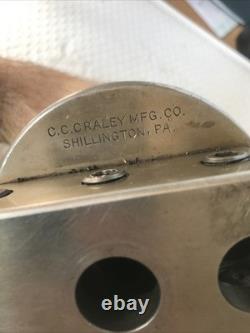 C.C.CRALEY MFG. CO.
SHILLINGTON, PA.